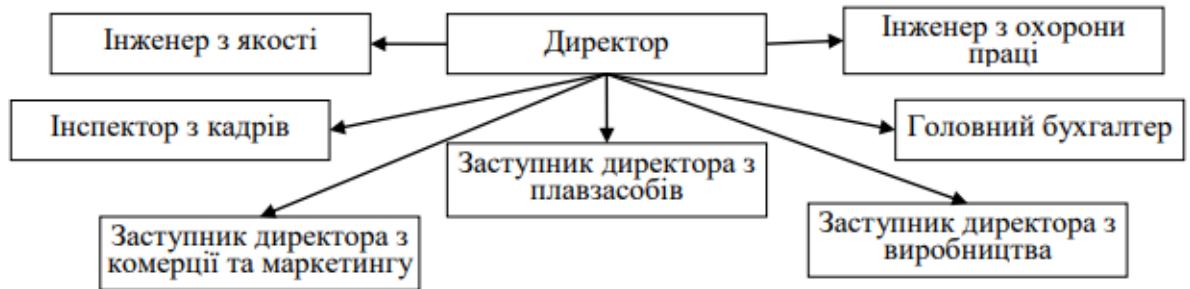 Інженер з якості
Директор
Інженер з охорони
праці
Інспектор з кадрів
Головний бухгалтер
Заступник директора з
плавзасобів
Заступник директора з
комерції та маркетингу
Заступник директора з
виробництва